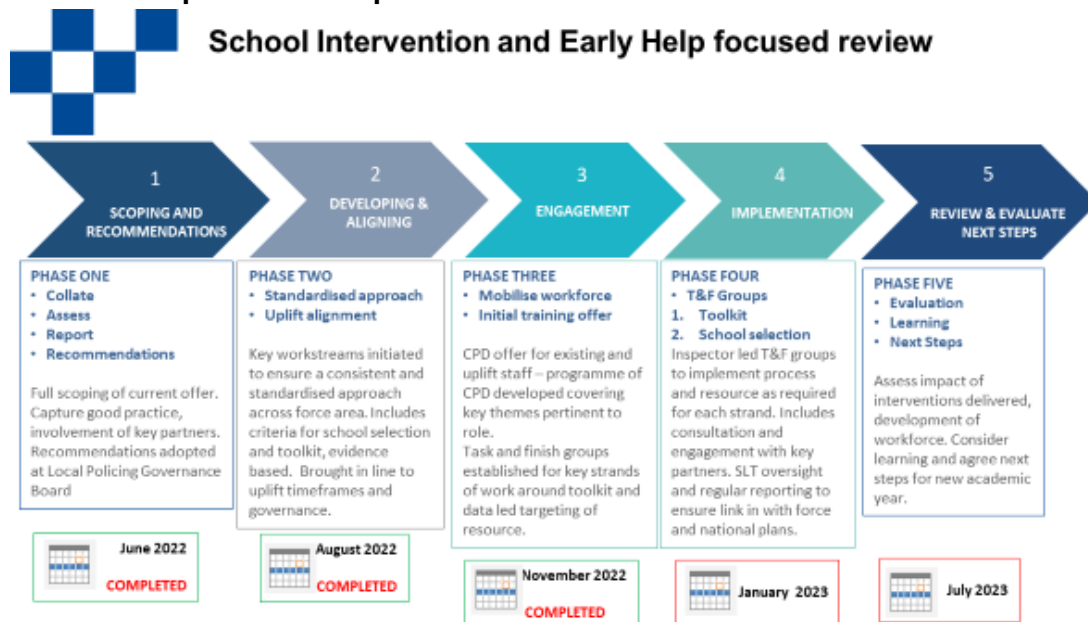 School Intervention and Early Help focused review
1
SCOPING AND
RECOMMENDATIONS
2
DEVELOPING &
ALIGNING
3
ENGAGEMENT
4
IMPLEMENTATION
5
REVIEW & EVALUATE
NEXT STEPS
PHASE ONE
• Collate
• Assess
• Report
• Recommendations
Full scoping of current offer.
Capture good practice,
involvement of key partners.
Recommendations adopted
at Local Policing Governance
Board
PHASE TWO
• Standardised approach
• Uplift alignment
Key workstreams initiated
to ensure a consistent and
standardised approach
across force area. Includes
criteria for school selection
and toolkit, evidence
based. Brought in line to
uplift timeframes and
governance.
PHASE THREE
• Mobilise workforce
• Initial training offer
CPD offer for existing and
uplift staff – programme of
CPD developed covering
key themes pertinent to
role.
Task and finish groups
established for key strands
of work around toolkit and
data led targeting of
resource.
PHASE FOUR
• T&F Groups
1. Toolkit
2. School selection
Inspector led T&F groups
to implement process
and resource as required
for each strand. Includes
consultation and
engagement with key
partners. SLT oversight
and regular reporting to
ensure link in with force
and national plans.
PHASE FIVE
• Evaluation
• Learning
• Next Steps
Assess impact of
interventions delivered,
development of
workforce. Consider
learning and agree next
steps for new academic
year.
June 2022
COMPLETED
August 2022
COMPLETED
November 2022
COMPLETED
January 2023
July 2023